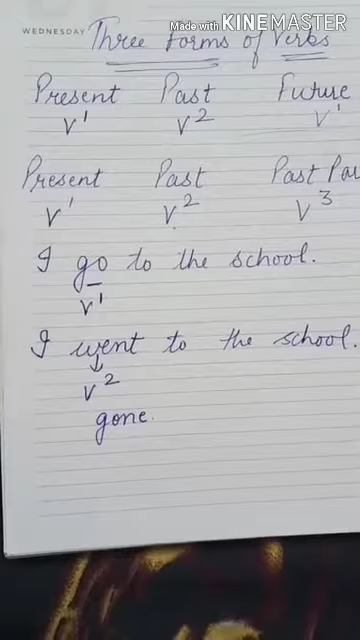 WEDNESDAY
Made with KINEMASTER
Three Forms of Verbs
Present Past Future
V¹ V² V¹
Present Past Past Par
V¹ V² V³
I go to the school.
V¹
I went to the school.
V²
gone.